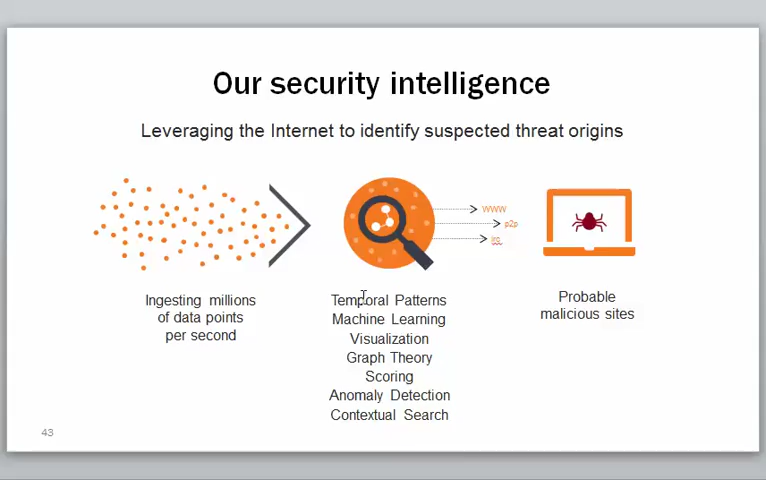 Our security intelligence
Leveraging the Internet to identify suspected threat origins
WWW
p2p
irc
Ingesting millions
of data points
per second
Temporal Patterns
Machine Learning
Visualization
Graph Theory
Scoring
Anomaly Detection
Contextual Search
Probable
malicious sites
43